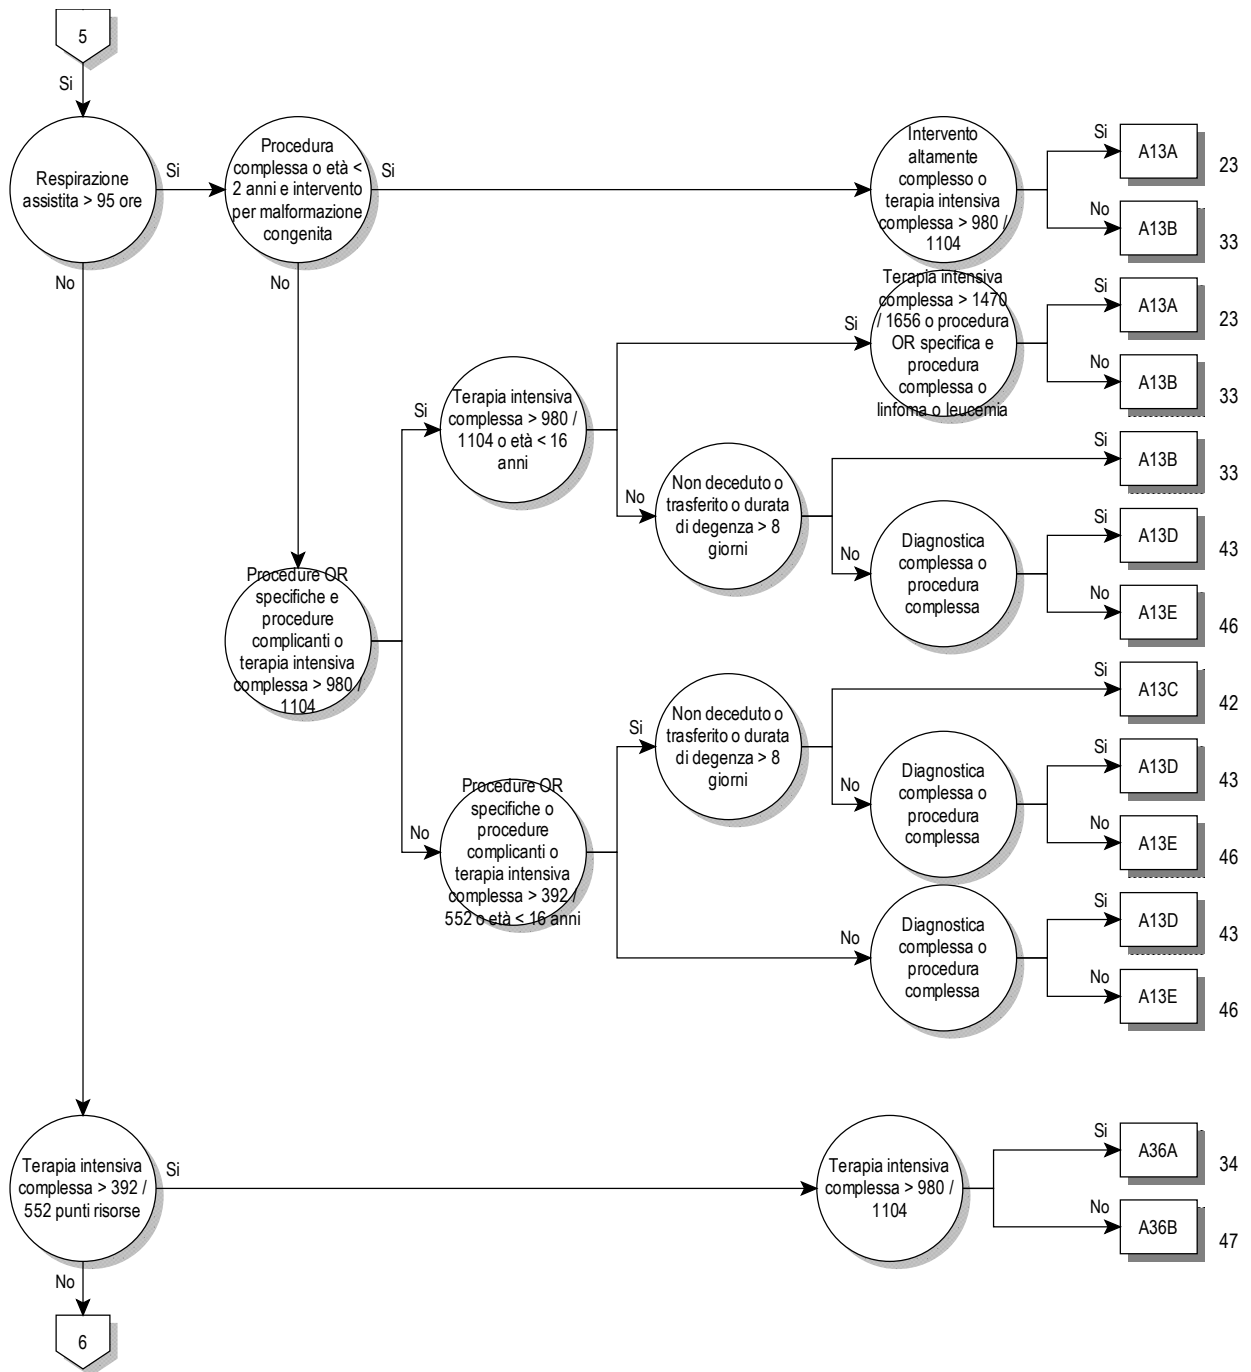 5
Si
Respirazione
assistita > 95 ore
Si
Procedura
complessa o età <
2 anni e intervento
per malformazione
congenita
Si
Intervento
altamente
complesso o
terapia intensiva
complessa > 980 /
1104
Si
A13A
23
No
A13B
33
No
No
Terapia intensiva
complessa > 1470
/ 1656 o procedura
OR specifica e
procedura
complessa o
linfoma o leucemia
Si
Si
A13A
23
No
A13B
33
Si
Terapia intensiva
complessa > 980 /
1104 o età < 16
anni
No
Non deceduto o
trasferito o durata
di degenza > 8
giorni
Si
A13B
33
No
Diagnostica
complessa o
procedura
complessa
Si
A13D
43
No
A13E
46
Procedure OR
specifiche e
procedure
complicanti o
terapia intensiva
complessa > 980 /
1104
Si
Non deceduto o
trasferito o durata
di degenza > 8
giorni
Si
A13C
42
No
Diagnostica
complessa o
procedura
complessa
Si
A13D
43
No
A13E
46
No
Procedure OR
specifiche o
procedure
complicanti o
terapia intensiva
complessa > 392 /
552 o età < 16 anni
No
Diagnostica
complessa o
procedura
complessa
Si
A13D
43
No
A13E
46
Terapia intensiva
complessa > 392 /
552 punti risorse
Si
Terapia intensiva
complessa > 980 /
1104
Si
A36A
34
No
A36B
47
No
6